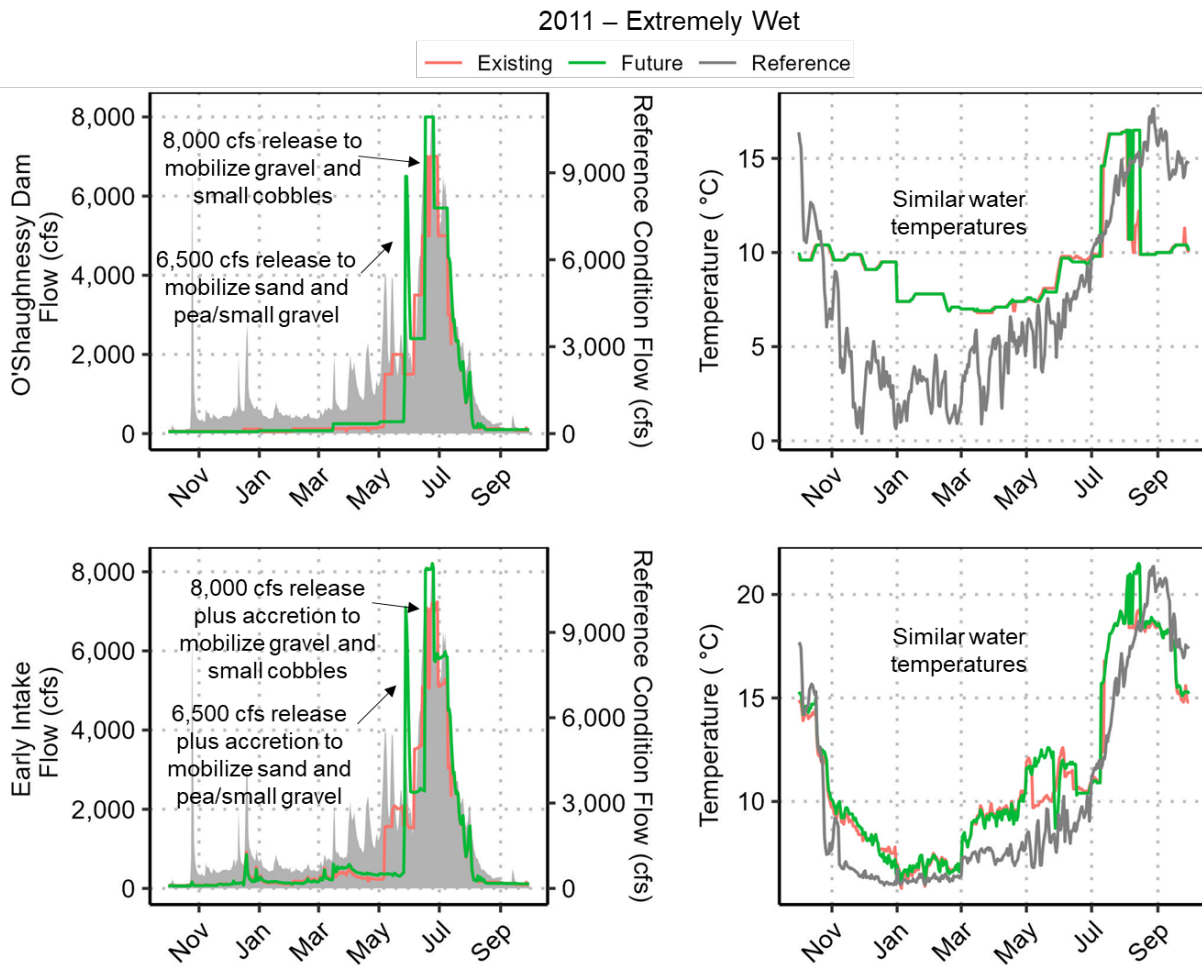 2011 – Extremely Wet
Existing Future Reference
O'Shaughnessy Dam
Flow (cfs)
8,000
6,000
4,000
2,000
0
8,000 cfs release to
mobilize gravel and
small cobbles
6,500 cfs release to
mobilize sand and
pea/small gravel
9,000
6,000
3,000
0
Reference Condition Flow (cfs)
Nov Jan Mar May Jul Sep
Temperature ( °C)
15
10
5
0
Similar water
temperatures
Nov Jan Mar May Jul Sep
Early Intake
Flow (cfs)
8,000
6,000
4,000
2,000
0
8,000 cfs release
plus accretion to
mobilize gravel and
small cobbles
6,500 cfs release
plus accretion to
mobilize sand and
pea/small gravel
9,000
6,000
3,000
0
Reference Condition Flow (cfs)
Nov Jan Mar May Jul Sep
Temperature ( °C)
20
15
10
Similar water
temperatures
Nov Jan Mar May Jul Sep